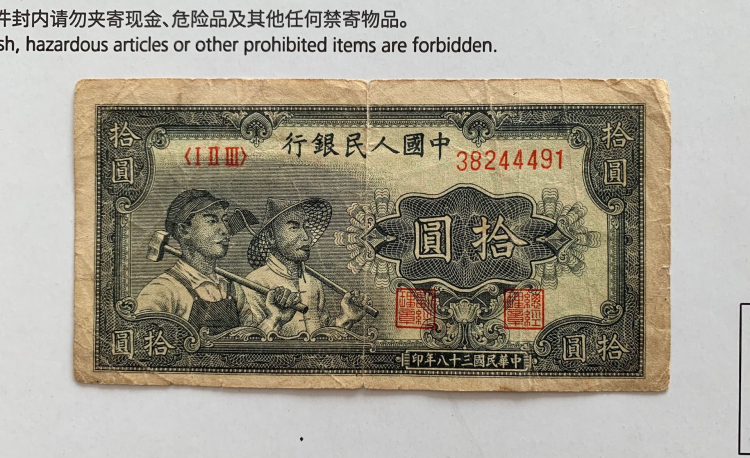 件封内请勿夹寄现金、危险品及其他任何禁寄物品。
sh, hazardous articles or other prohibited items are forbidden.
拾圓
拾圓
中國人民銀行
〈I II III〉
38244491
拾圓
拾圓
拾圓
中華民國三十八年印